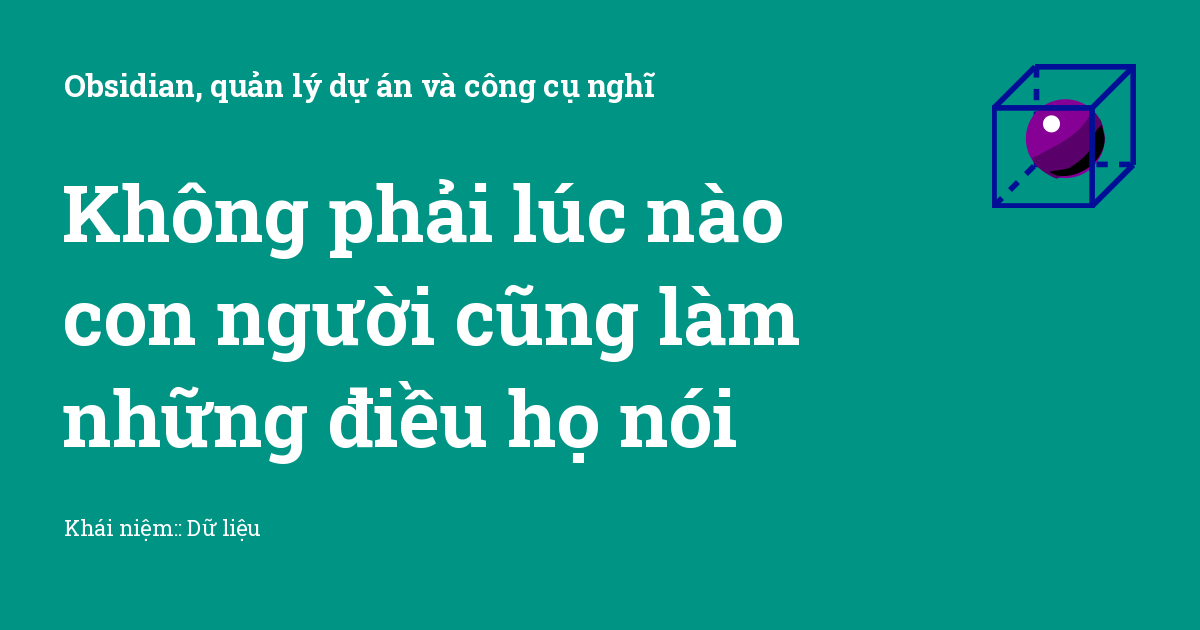 Obsidian, quản lý dự án và công cụ nghĩ
Không phải lúc nào
con người cũng làm
những điều họ nói
Khái niệm:: Dữ liệu